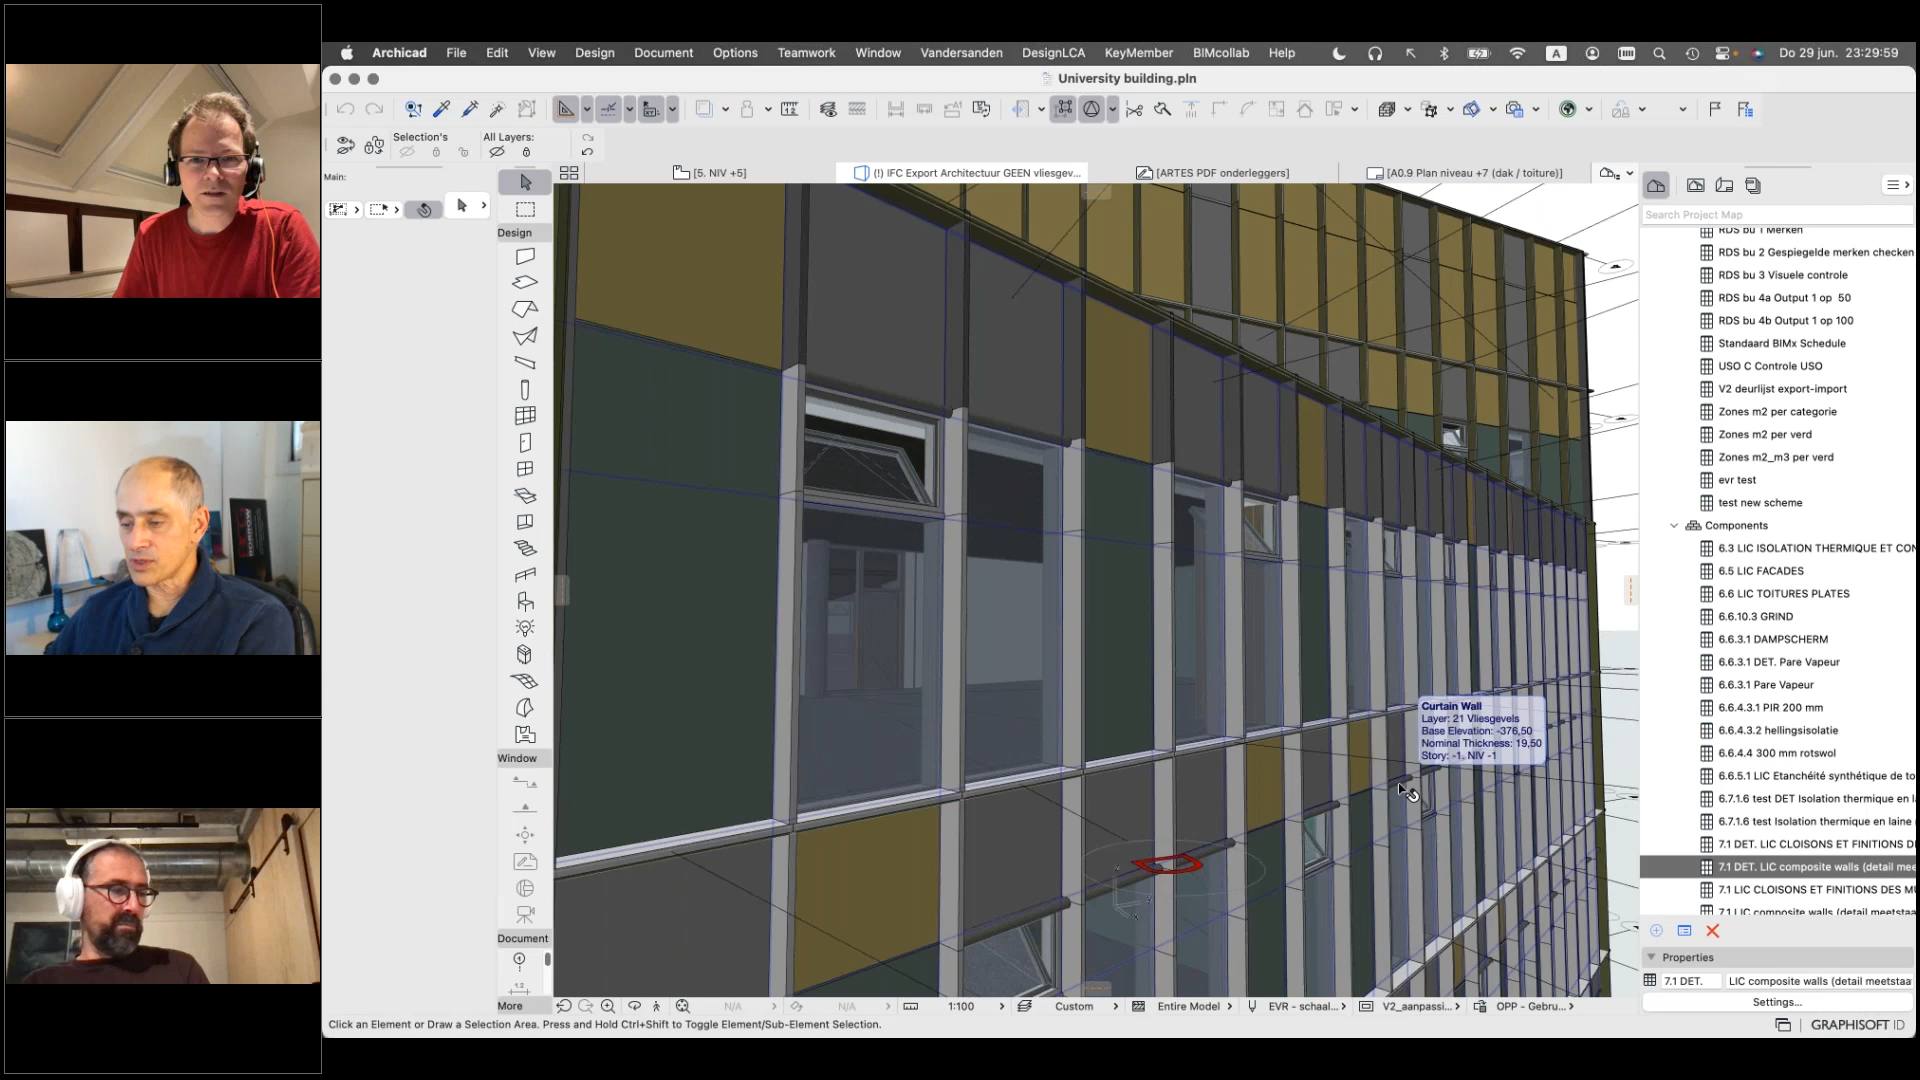 Archicad File Edit View Design Document Options Teamwork Window Vandersanden DesignLCA KeyMember BIMcollab Help A Do 29 jun. 23:29:59
University building.pln
Selection's All Layers:
Main:
[5. NIV +5] (!) IFC Export Architectuur GEEN vliesgev... [ARTES PDF onderleggers] [A0.9 Plan niveau +7 (dak / toiture)]
Design
Window
Document
More
Curtain Wall
Layer: 21 Vliesgevels
Base Elevation: -376,50
Nominal Thickness: 19,50
Story: -1. NIV -1
Search Project Map
RDS bu 1 Merken
RDS bu 2 Gespiegelde merken checken
RDS bu 3 Visuele controle
RDS bu 4a Output 1 op 50
RDS bu 4b Output 1 op 100
Standaard BIMx Schedule
USO C Controle USO
V2 deurlijst export-import
Zones m2 per categorie
Zones m2 per verd
Zones m2_m3 per verd
evr test
test new scheme
Components
6.3 LIC ISOLATION THERMIQUE ET CON
6.5 LIC FACADES
6.6 LIC TOITURES PLATES
6.6.10.3 GRIND
6.6.3.1 DAMPSCHERM
6.6.3.1 DET. Pare Vapeur
6.6.3.1 Pare Vapeur
6.6.4.3.1 PIR 200 mm
6.6.4.3.2 hellingsisolatie
6.6.4.4 300 mm rotswol
6.6.5.1 LIC Etanchéité synthétique de to
6.7.1.6 test DET Isolation thermique en l
6.7.1.6 test Isolation thermique en laine
7.1 DET. LIC CLOISONS ET FINITIONS D
7.1 DET. LIC composite walls (detail mee
7.1 LIC CLOISONS ET FINITIONS DES M
7.1 LIC composite walls (detail meetstaa
Properties
7.1 DET. LIC composite walls (detail meetstaa
Settings...
N/A N/A 1:100 Custom Entire Model EVR - schaal... V2_aanpassi... OPP - Gebru...
Click an Element or Draw a Selection Area. Press and Hold Ctrl+Shift to Toggle Element/Sub-Element Selection.
GRAPHISOFT ID